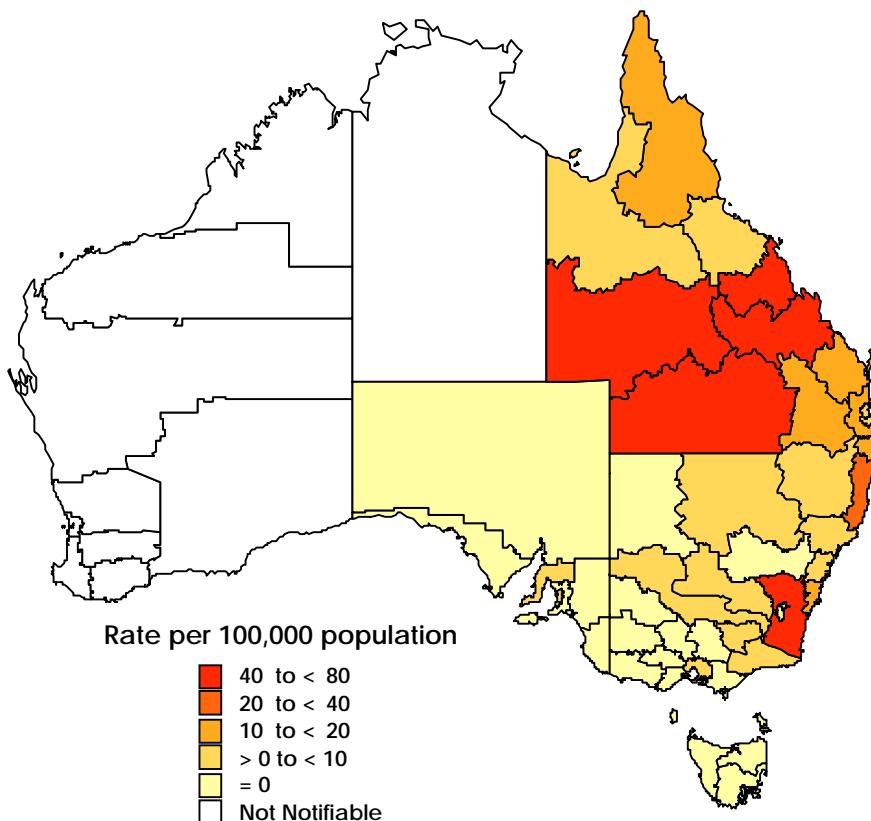 Rate per 100,000 population
40 to < 80
20 to < 40
10 to < 20
> 0 to < 10
= 0
Not Notifiable